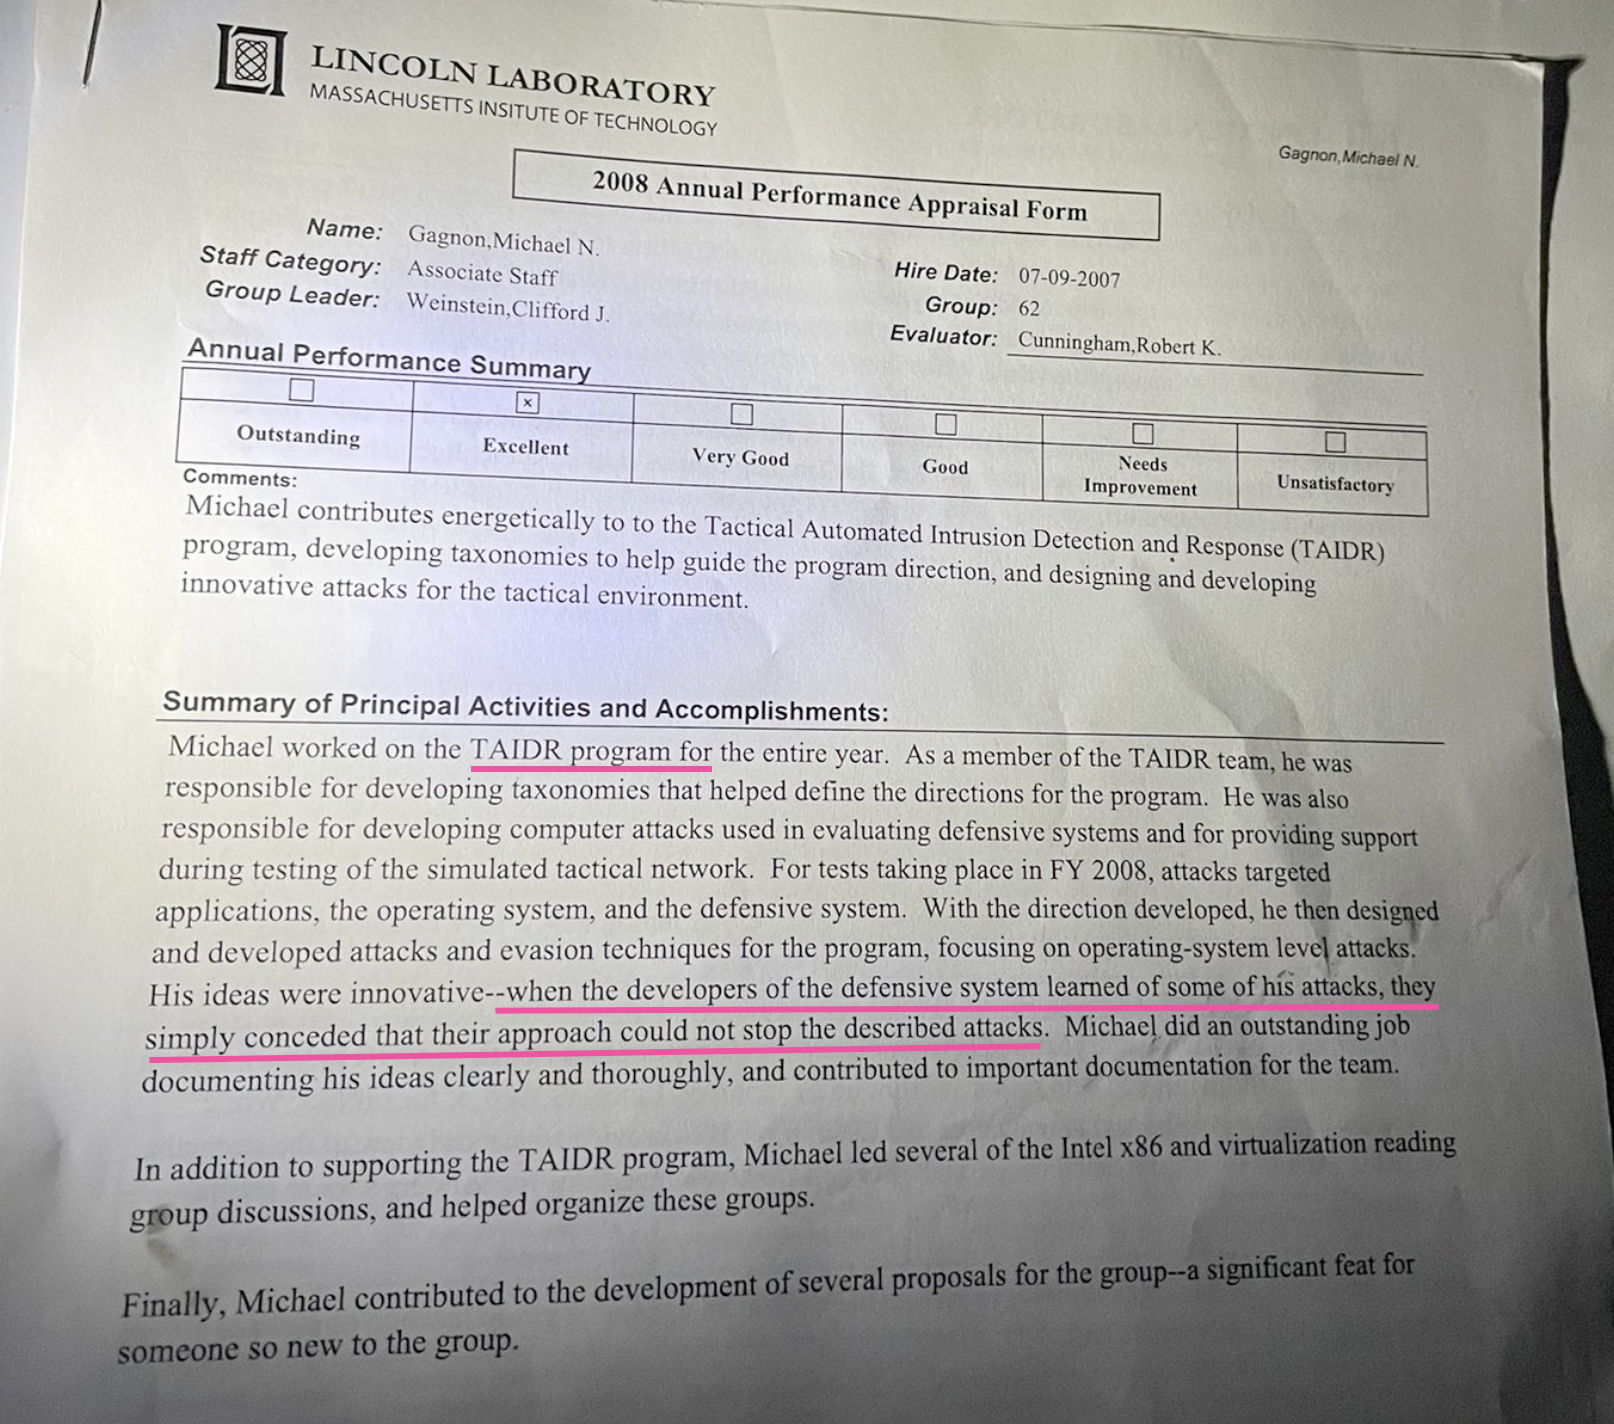 LINCOLN LABORATORY
MASSACHUSETTS INSITUTE OF TECHNOLOGY
Gagnon,Michael N.
2008 Annual Performance Appraisal Form
Name: Gagnon,Michael N.
Staff Category: Associate Staff
Group Leader: Weinstein,Clifford J.
Hire Date: 07-09-2007
Group: 62
Evaluator: Cunningham,Robert K.
Annual Performance Summary
x
Outstanding Excellent Very Good Good Needs Improvement Unsatisfactory
Comments:
Michael contributes energetically to to the Tactical Automated Intrusion Detection and Response (TAIDR)
program, developing taxonomies to help guide the program direction, and designing and developing
innovative attacks for the tactical environment.
Summary of Principal Activities and Accomplishments:
Michael worked on the TAIDR program for the entire year. As a member of the TAIDR team, he was
responsible for developing taxonomies that helped define the directions for the program. He was also
responsible for developing computer attacks used in evaluating defensive systems and for providing support
during testing of the simulated tactical network. For tests taking place in FY 2008, attacks targeted
applications, the operating system, and the defensive system. With the direction developed, he then designed
and developed attacks and evasion techniques for the program, focusing on operating-system level attacks.
His ideas were innovative--when the developers of the defensive system learned of some of his attacks, they
simply conceded that their approach could not stop the described attacks. Michael did an outstanding job
documenting his ideas clearly and thoroughly, and contributed to important documentation for the team.
In addition to supporting the TAIDR program, Michael led several of the Intel x86 and virtualization reading
group discussions, and helped organize these groups.
Finally, Michael contributed to the development of several proposals for the group--a significant feat for
someone so new to the group.